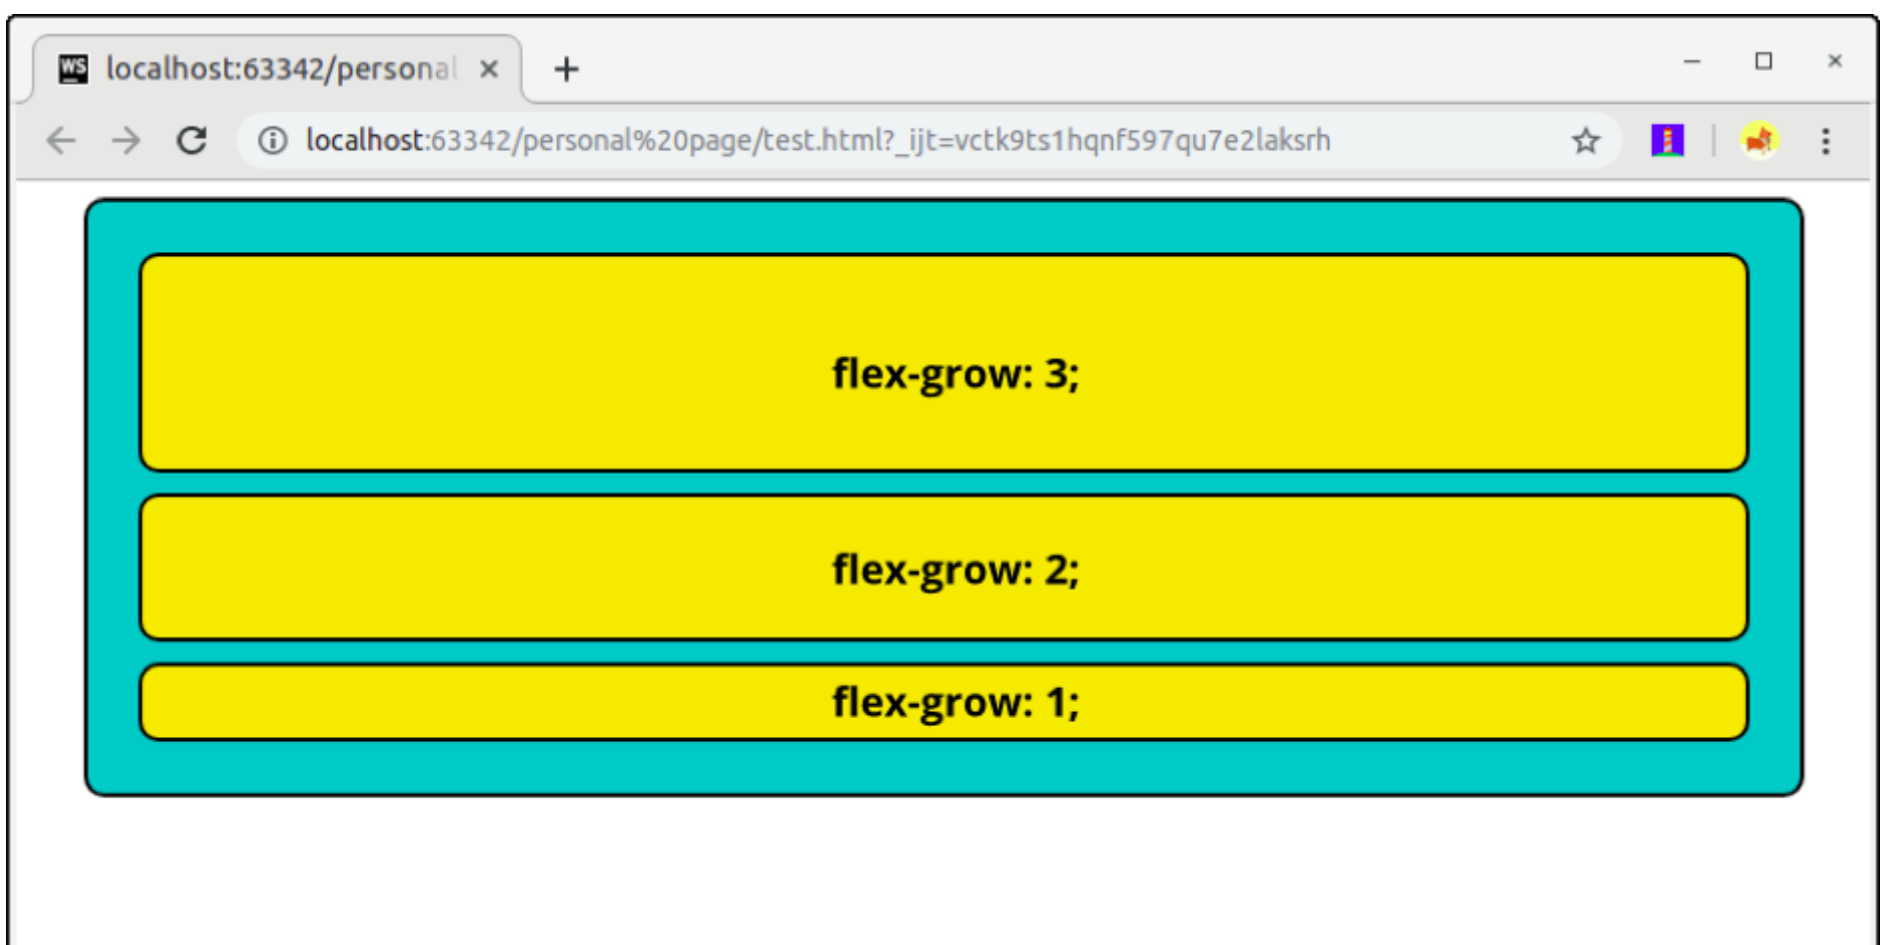 WS localhost:63342/personal
localhost:63342/personal%20page/test.html?_ijt=vctk9ts1hqnf597qu7e2laksrh
flex-grow: 3;
flex-grow: 2;
flex-grow: 1;